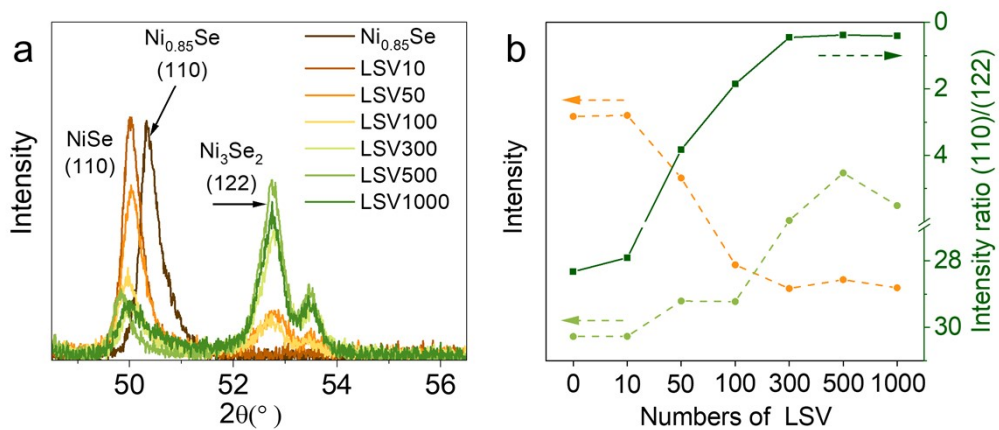 a
Ni0.85Se
(110)
NiSe
(110)
Ni3Se2
(122)
Ni0.85Se
LSV10
LSV50
LSV100
LSV300
LSV500
LSV1000
Intensity
50
52
54
56
2θ(°)
b
Intensity
0
2
4
28
30
Intensity ratio (110)/(122)
0
10
50
100
300
500
1000
Numbers of LSV